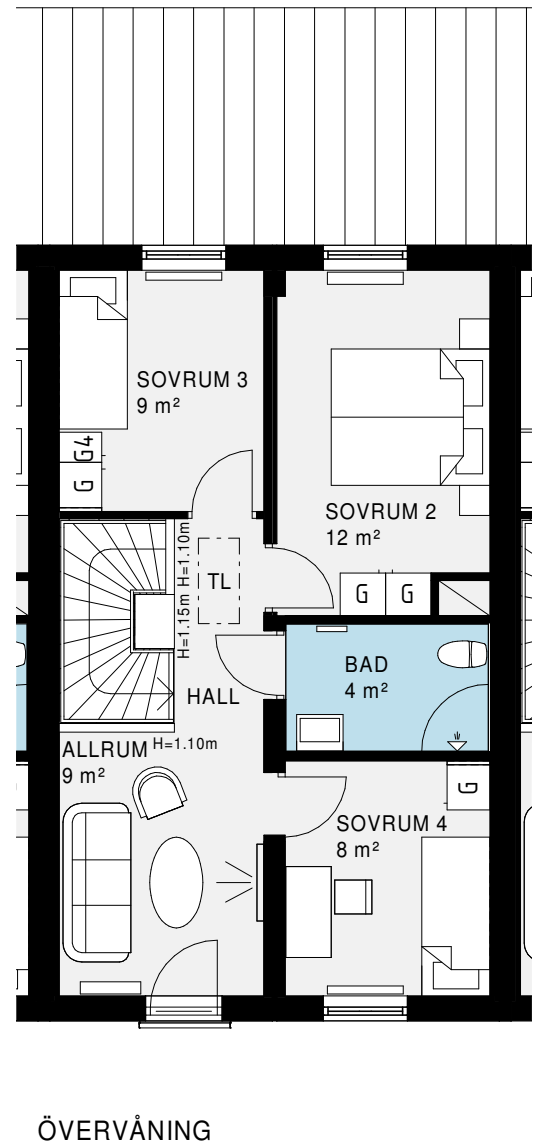 SOVRUM 3
9 m²
G4
G
SOVRUM 2
12 m²
H=1.15m H=1.10m
TL
G G
BAD
4 m²
HALL
ALLRUM H=1.10m
9 m²
G
SOVRUM 4
8 m²
ÖVERVÅNING